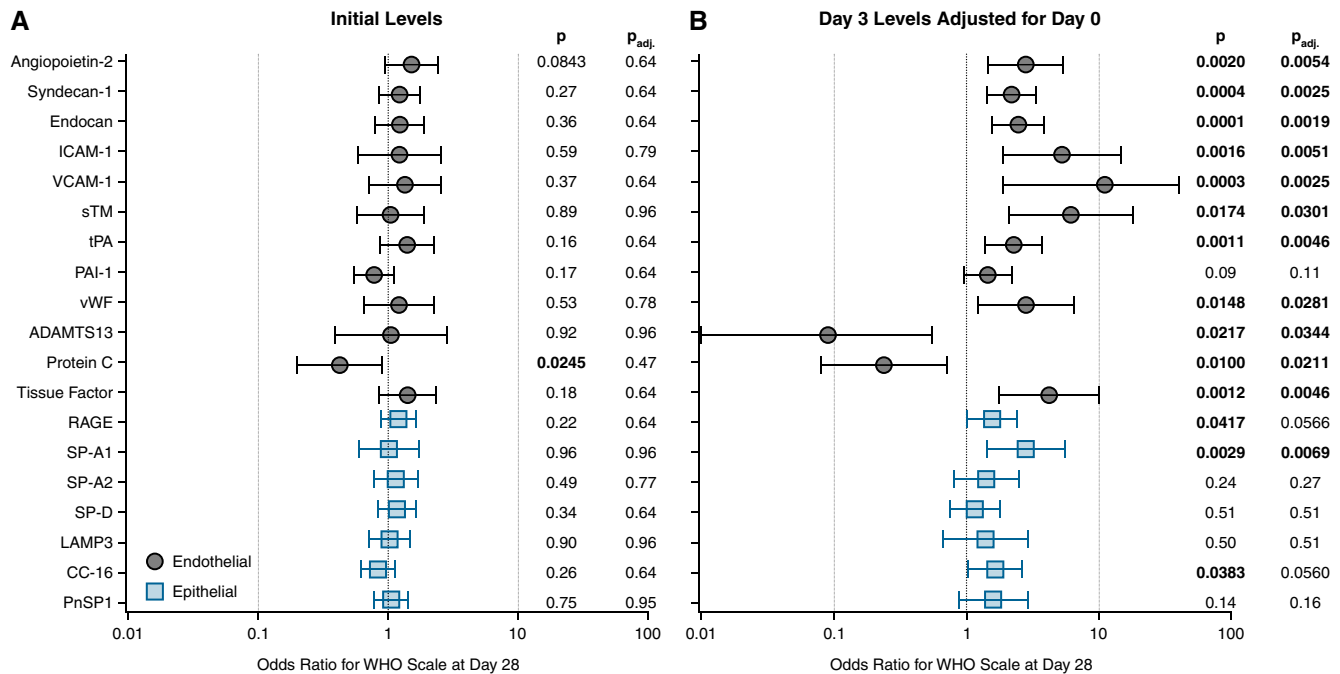 A Initial Levels B Day 3 Levels Adjusted for Day 0
p p adj. p p adj.
Angiopoietin-2 0.0843 0.64 0.0020 0.0054
Syndecan-1 0.27 0.64 0.0004 0.0025
Endocan 0.36 0.64 0.0001 0.0019
ICAM-1 0.59 0.79 0.0016 0.0051
VCAM-1 0.37 0.64 0.0003 0.0025
sTM 0.89 0.96 0.0174 0.0301
tPA 0.16 0.64 0.0011 0.0046
PAI-1 0.17 0.64 0.09 0.11
vWF 0.53 0.78 0.0148 0.0281
ADAMTS13 0.92 0.96 0.0217 0.0344
Protein C 0.0245 0.47 0.0100 0.0211
Tissue Factor 0.18 0.64 0.0012 0.0046
RAGE 0.22 0.64 0.0417 0.0566
SP-A1 0.96 0.96 0.0029 0.0069
SP-A2 0.49 0.77 0.24 0.27
SP-D 0.34 0.64 0.51 0.51
LAMP3 0.90 0.96 0.50 0.51
Endothelial
CC-16 0.26 0.64 0.0383 0.0560
Epithelial
PnSP1 0.75 0.95 0.14 0.16
0.01 0.1 1 10 100 0.01 0.1 1 10 100
Odds Ratio for WHO Scale at Day 28 Odds Ratio for WHO Scale at Day 28